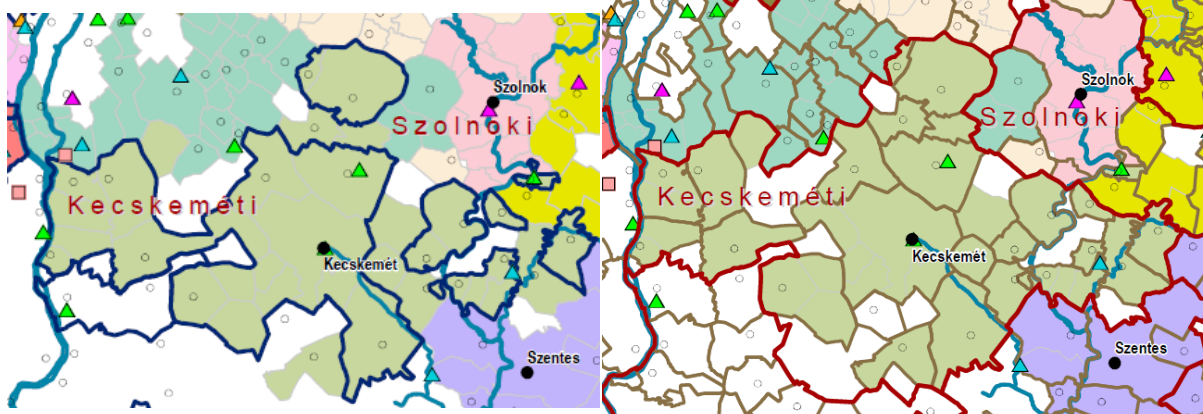 Szolnok
Szolnoki
Kecskeméti
Kecskemét
Szentes
Szolnok
Szolnoki
Kecskeméti
Kecskemét
Szentes